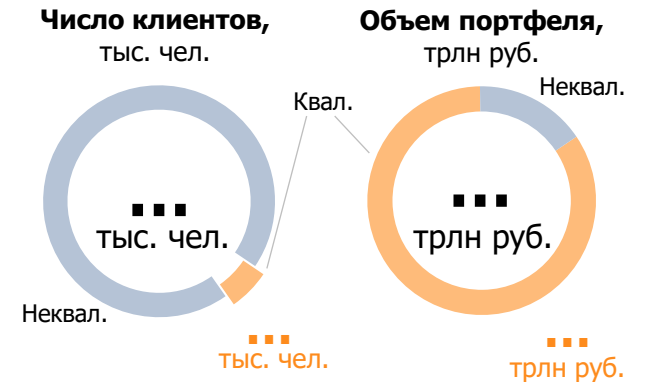 Число клиентов,
тыс. чел.
Объем портфеля,
трлн руб.
Неквал.
Квал.
...
тыс. чел.
...
трлн руб.
Неквал.
...
тыс. чел.
...
трлн руб.